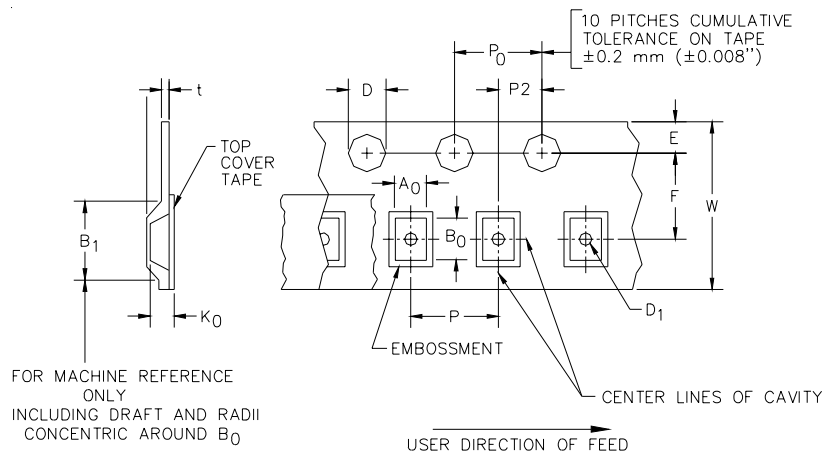 10 PITCHES CUMULATIVE
TOLERANCE ON TAPE
±0.2 mm (±0.008")
P0
t
D
P2
E
TOP
COVER
TAPE
A0
F
W
B1
B0
K0
P
D1
EMBOSSMENT
FOR MACHINE REFERENCE
ONLY
INCLUDING DRAFT AND RADII
CONCENTRIC AROUND B0
CENTER LINES OF CAVITY
USER DIRECTION OF FEED